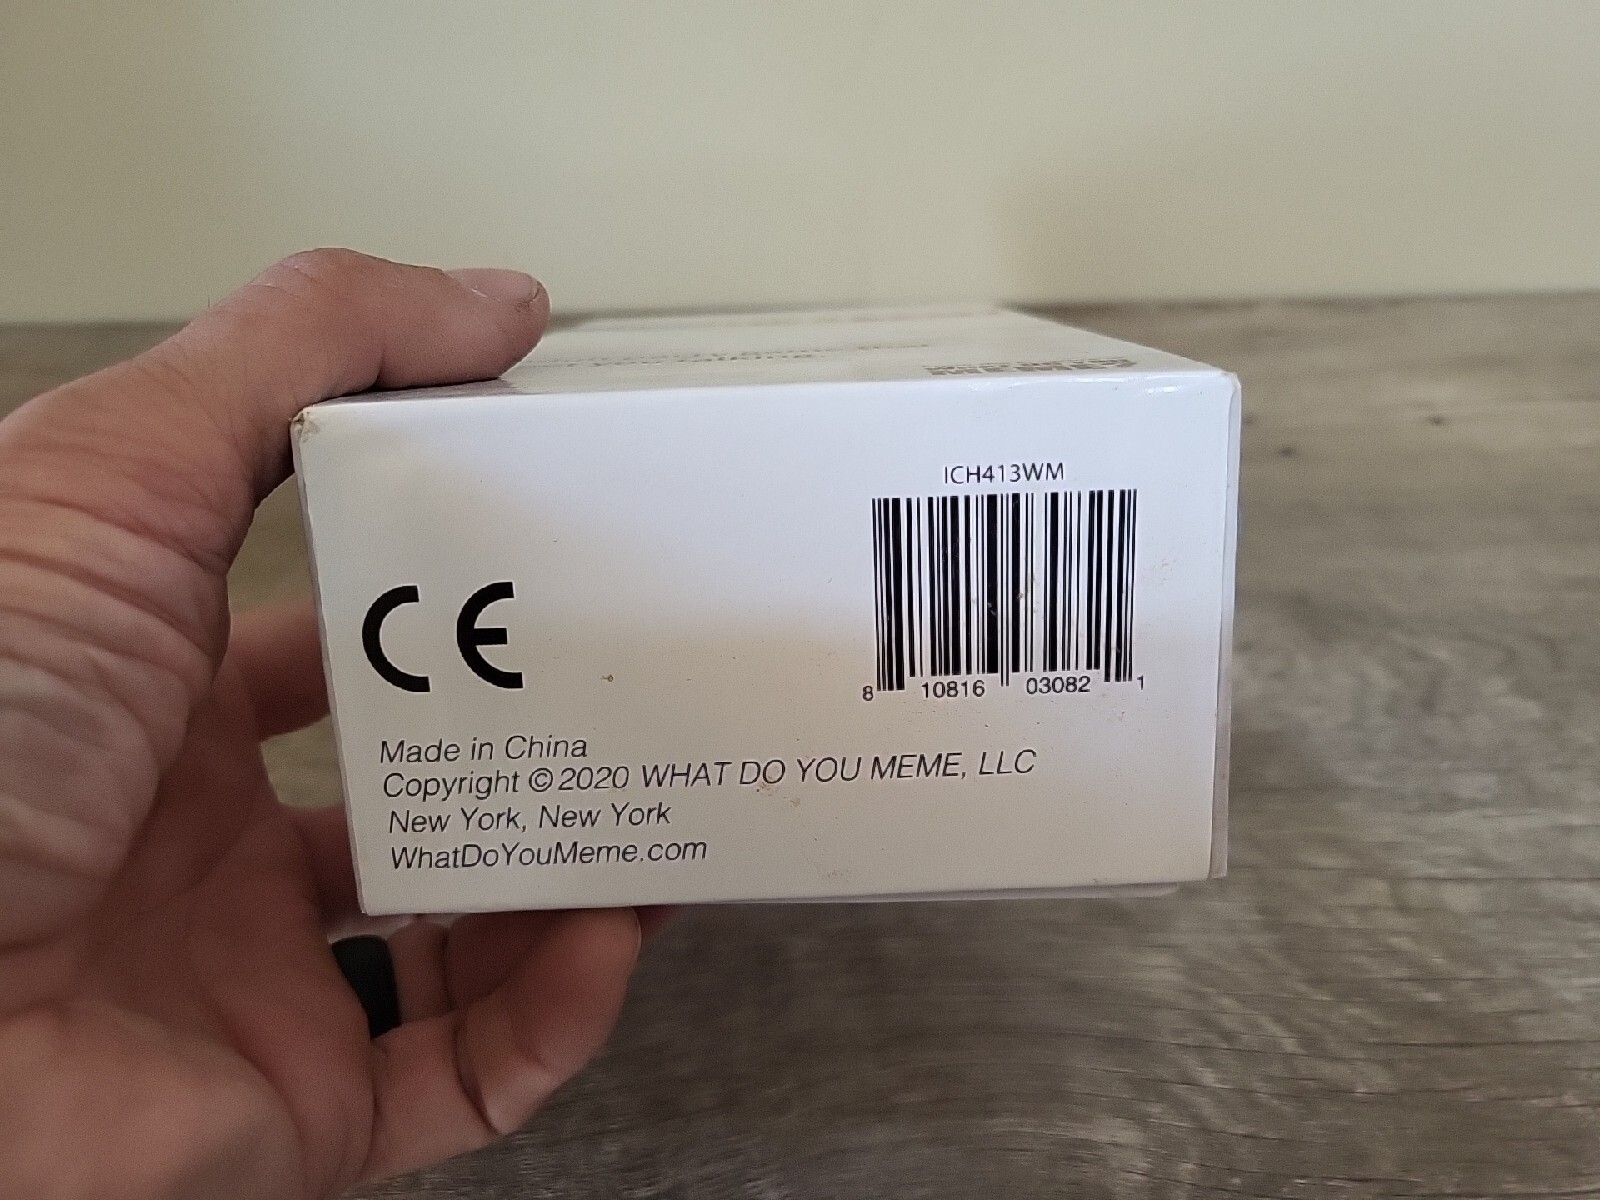 ICH413WM
8 10816 03082 1
CE
Made in China
Copyright ©2020 WHAT DO YOU MEME, LLC
New York, New York
WhatDoYouMeme.com